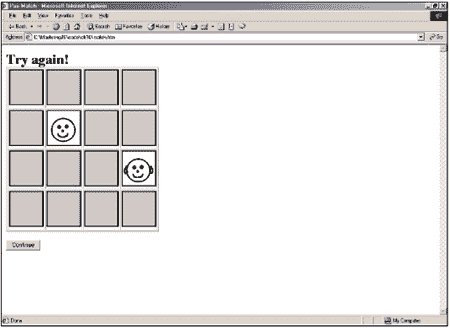 Pair Match - Microsoft Internet Explorer
File Edit View Favorites Tools Help
Back Search Favorites History
Address
Go
Try again!
Continue
Done My Computer